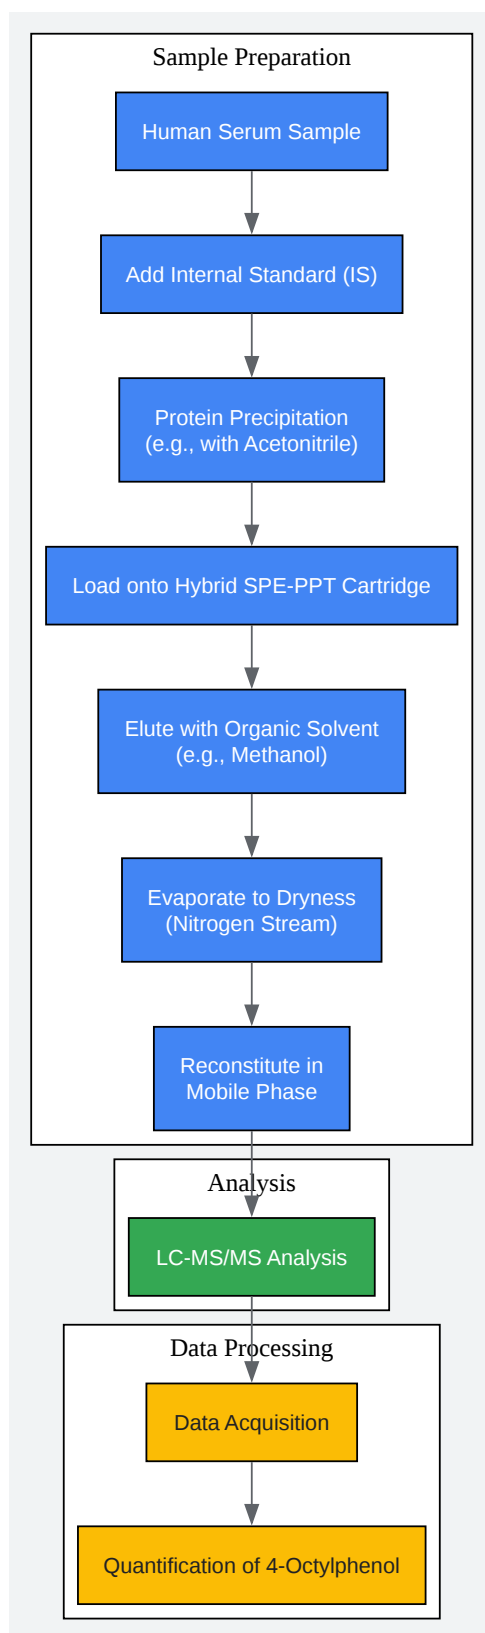 Sample Preparation
Human Serum Sample
Add Internal Standard (IS)
Protein Precipitation
(e.g., with Acetonitrile)
Load onto Hybrid SPE-PPT Cartridge
Elute with Organic Solvent
(e.g., Methanol)
Evaporate to Dryness
(Nitrogen Stream)
Reconstitute in
Mobile Phase
Analysis
LC-MS/MS Analysis
Data Processing
Data Acquisition
Quantification of 4-Octylphenol